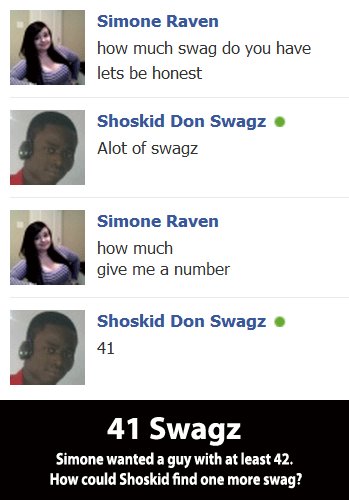 Simone Raven
how much swag do you have
lets be honest
Shoskid Don Swagz
Alot of swagz
Simone Raven
how much
give me a number
Shoskid Don Swagz
41
41 Swagz
Simone wanted a guy with at least 42.
How could Shoskid find one more swag?